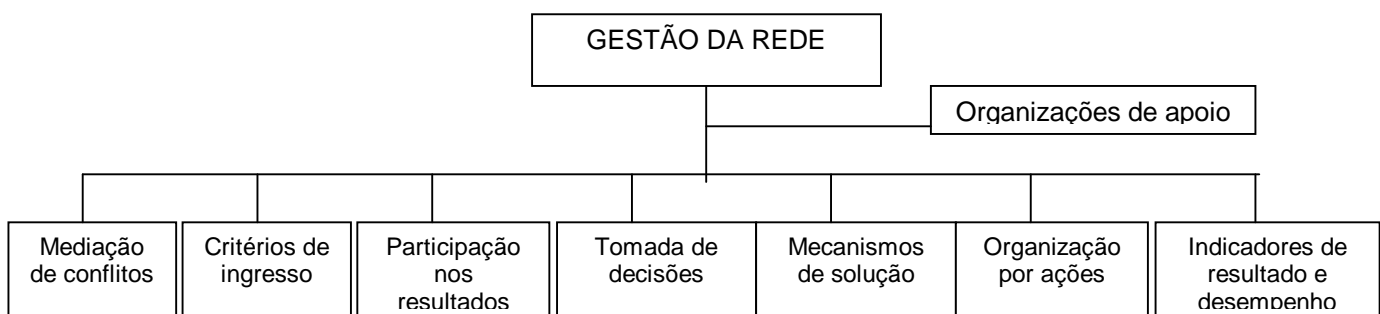 GESTÃO DA REDE
Organizações de apoio
Mediação
de conflitos
Critérios de
ingresso
Participação
nos
resultados
Tomada de
decisões
Mecanismos
de solução
Organização
por ações
Indicadores de
resultado e
desempenho